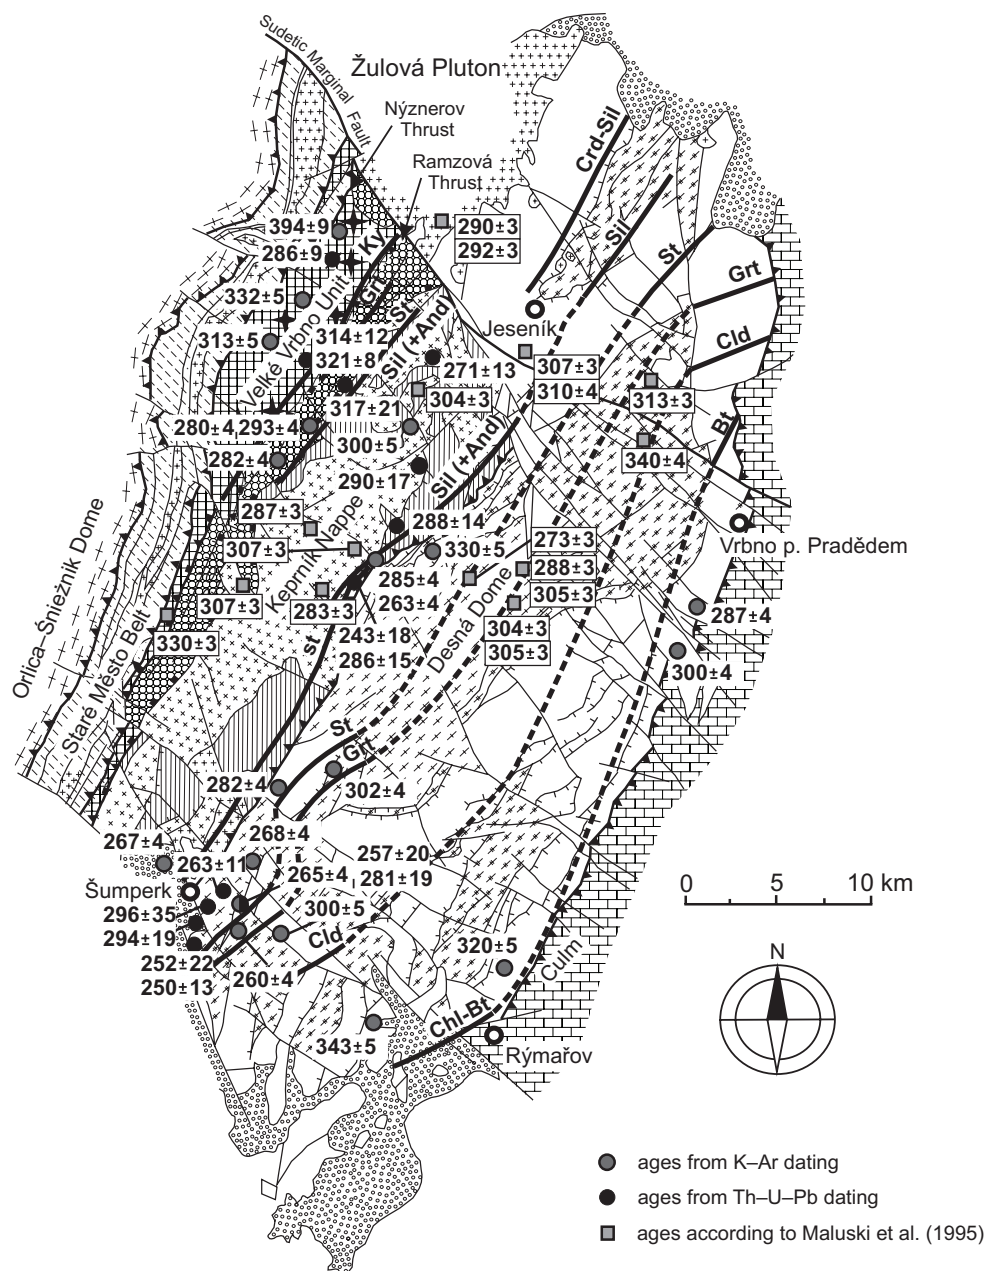 Sudetic Marginal Fault
Žulová Pluton
Nýznerov
Thrust
Ramzová
Thrust
Crd-Sil
394±9
286±9
Ky
290±3
292±3
Sil
St
Grt
332±5
Grt
Velké Vrbno Unit
St
Jeseník
Cld
313±5
314±12
321±8
Sil (+And)
271±13
307±3
310±4
317±21
304±3
313±3
280±4,293±4
300±5
Bt
282±4
290±17
Sil (+And)
340±4
287±3
Keprník Nappe
288±14
273±3
Vrbno p. Pradědem
307±3
330±5
288±3
285±4
263±4
307±3
283±3
305±3
287±4
Desná Dome
304±3
305±3
330±3
st
243±18
286±15
300±4
Orlica–Śnieżnik Dome
Staré Město Belt
St
Grt
282±4
302±4
267±4
268±4
263±11
257±20
265±4
281±19
0 5 10 km
Šumperk
296±35
300±5
294±19
Cld
320±5
252±22
250±13
260±4
Culm
N
343±5
Chl-Bt
Rýmařov
ages from K–Ar dating
ages from Th–U–Pb dating
ages according to Maluski et al. (1995)